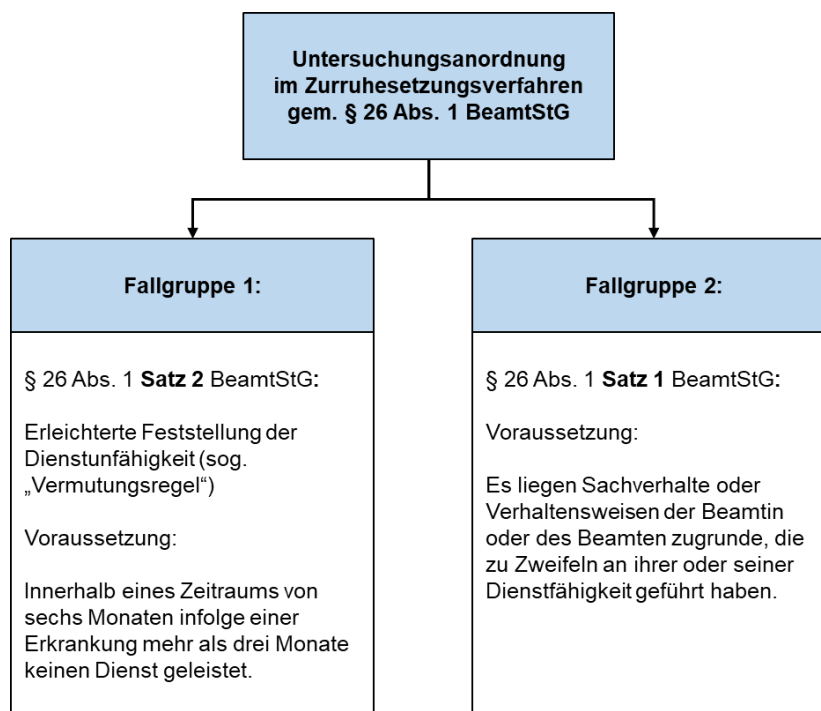 Untersuchungsanordnung
im Zurruhesetzungsverfahren
gem. § 26 Abs. 1 BeamtStG
Fallgruppe 1:
§ 26 Abs. 1 Satz 2 BeamtStG:
Erleichterte Feststellung der
Dienstunfähigkeit (sog.
„Vermutungsregel“)
Voraussetzung:
Innerhalb eines Zeitraums von
sechs Monaten infolge einer
Erkrankung mehr als drei Monate
keinen Dienst geleistet.
Fallgruppe 2:
§ 26 Abs. 1 Satz 1 BeamtStG:
Voraussetzung:
Es liegen Sachverhalte oder
Verhaltensweisen der Beamtin
oder des Beamten zugrunde, die
zu Zweifeln an ihrer oder seiner
Dienstfähigkeit geführt haben.